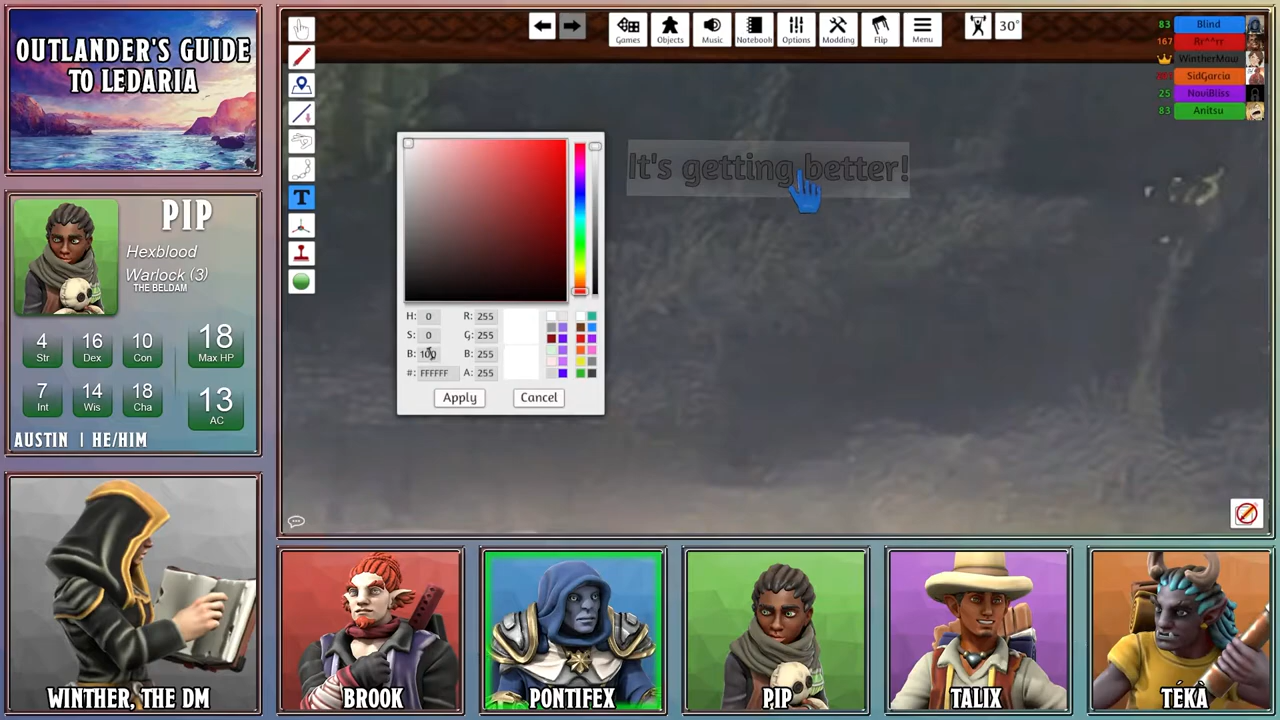 OUTLANDER'S GUIDE
TO LEDARIA
PIP
Hexblood
Warlock (3)
THE BELDAM
4
Str
16
Dex
10
Con
18
Max HP
7
Int
14
Wis
18
Cha
13
AC
AUSTIN | HE/HIM
WINTHER, THE DM
Games
Objects
Music
Notebook
Options
Modding
Flip
Menu
30°
83 Blind
167 Rr^^rr
WintherMaw
SidGarcia
25 NaviBliss
83 Anitsu
T
It's getting better!
H: 0
R: 255
S: 0
G: 255
B: 100
B: 255
#: FFFFFF
A: 255
Apply
Cancel
BROOK
PONTIFEX
PIP
TALIX
TÉKÀ